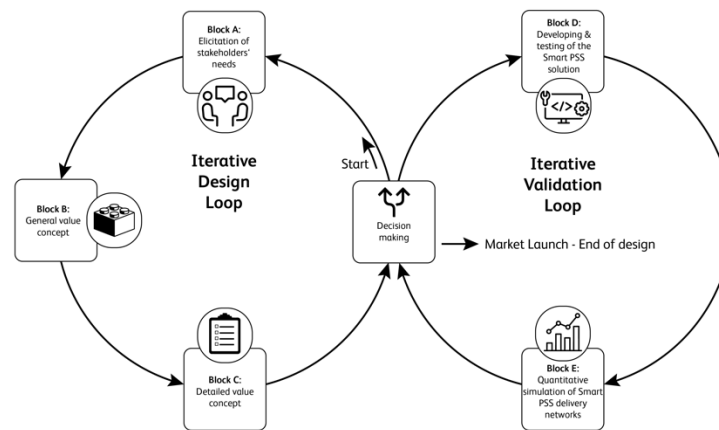 Block A:
Elicitation of
stakeholders'
needs
Iterative
Design
Loop
Block B:
General value
concept
Block C:
Detailed value
concept
Start
Decision
making
Market Launch - End of design
Block D:
Developing &
testing of the
Smart PSS
solution
</>
Iterative
Validation
Loop
Block E:
Quantitative
simulation of Smart
PSS delivery
networks